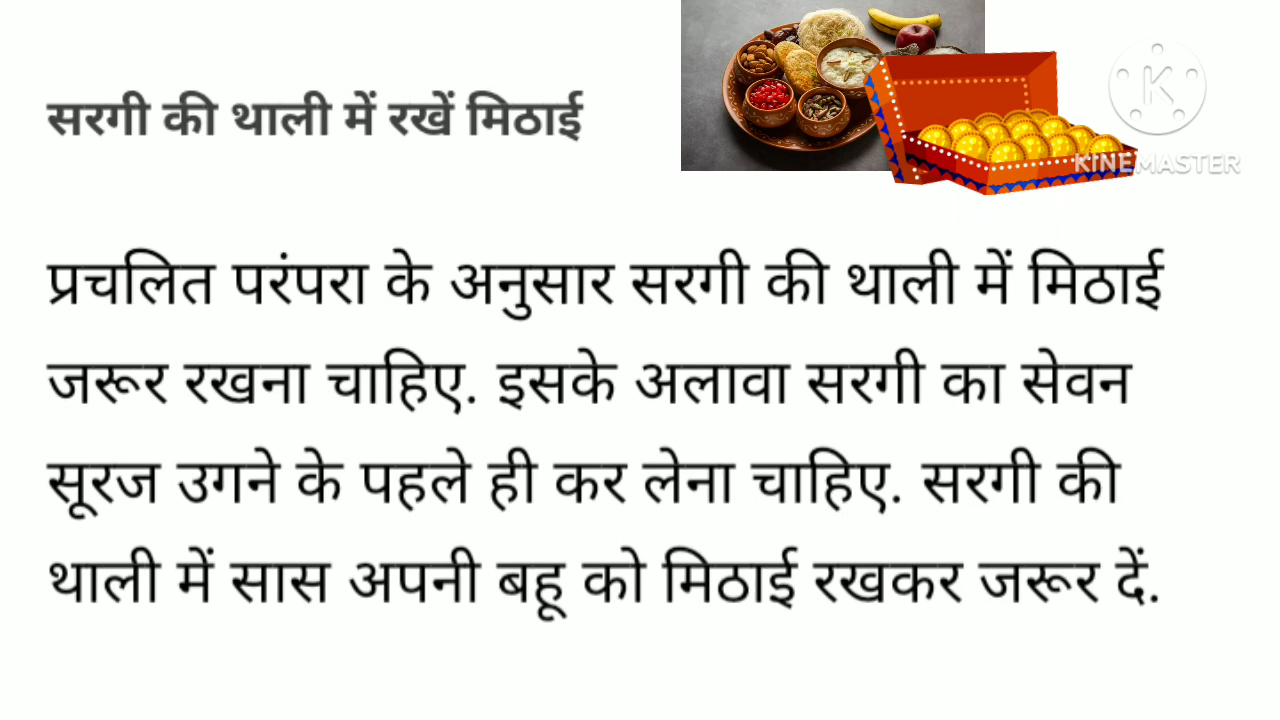 सरगी की थाली में रखें मिठाई
K
KINEMASTER
प्रचलित परंपरा के अनुसार सरगी की थाली में मिठाई
जरूर रखना चाहिए. इसके अलावा सरगी का सेवन
सूरज उगने के पहले ही कर लेना चाहिए. सरगी की
थाली में सास अपनी बहू को मिठाई रखकर जरूर दें.